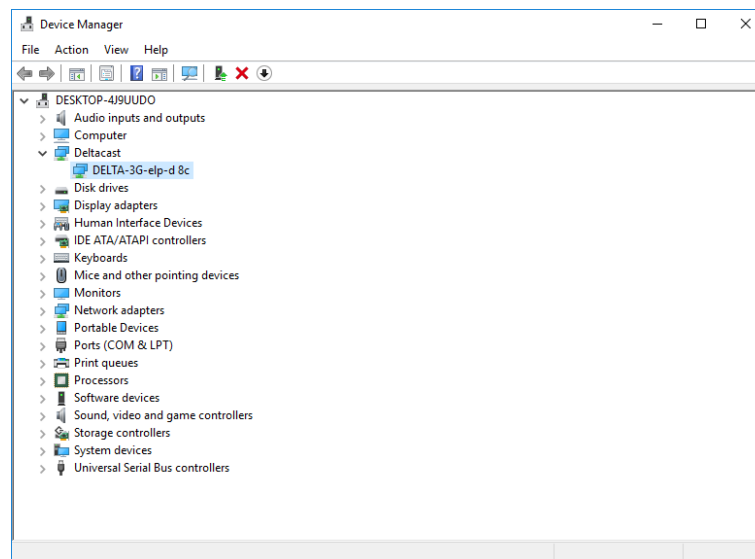 Device Manager
File Action View Help
DESKTOP-4J9UUDO
Audio inputs and outputs
Computer
Deltacast
DELTA-3G-elp-d 8c
Disk drives
Display adapters
Human Interface Devices
IDE ATA/ATAPI controllers
Keyboards
Mice and other pointing devices
Monitors
Network adapters
Portable Devices
Ports (COM & LPT)
Print queues
Processors
Software devices
Sound, video and game controllers
Storage controllers
System devices
Universal Serial Bus controllers